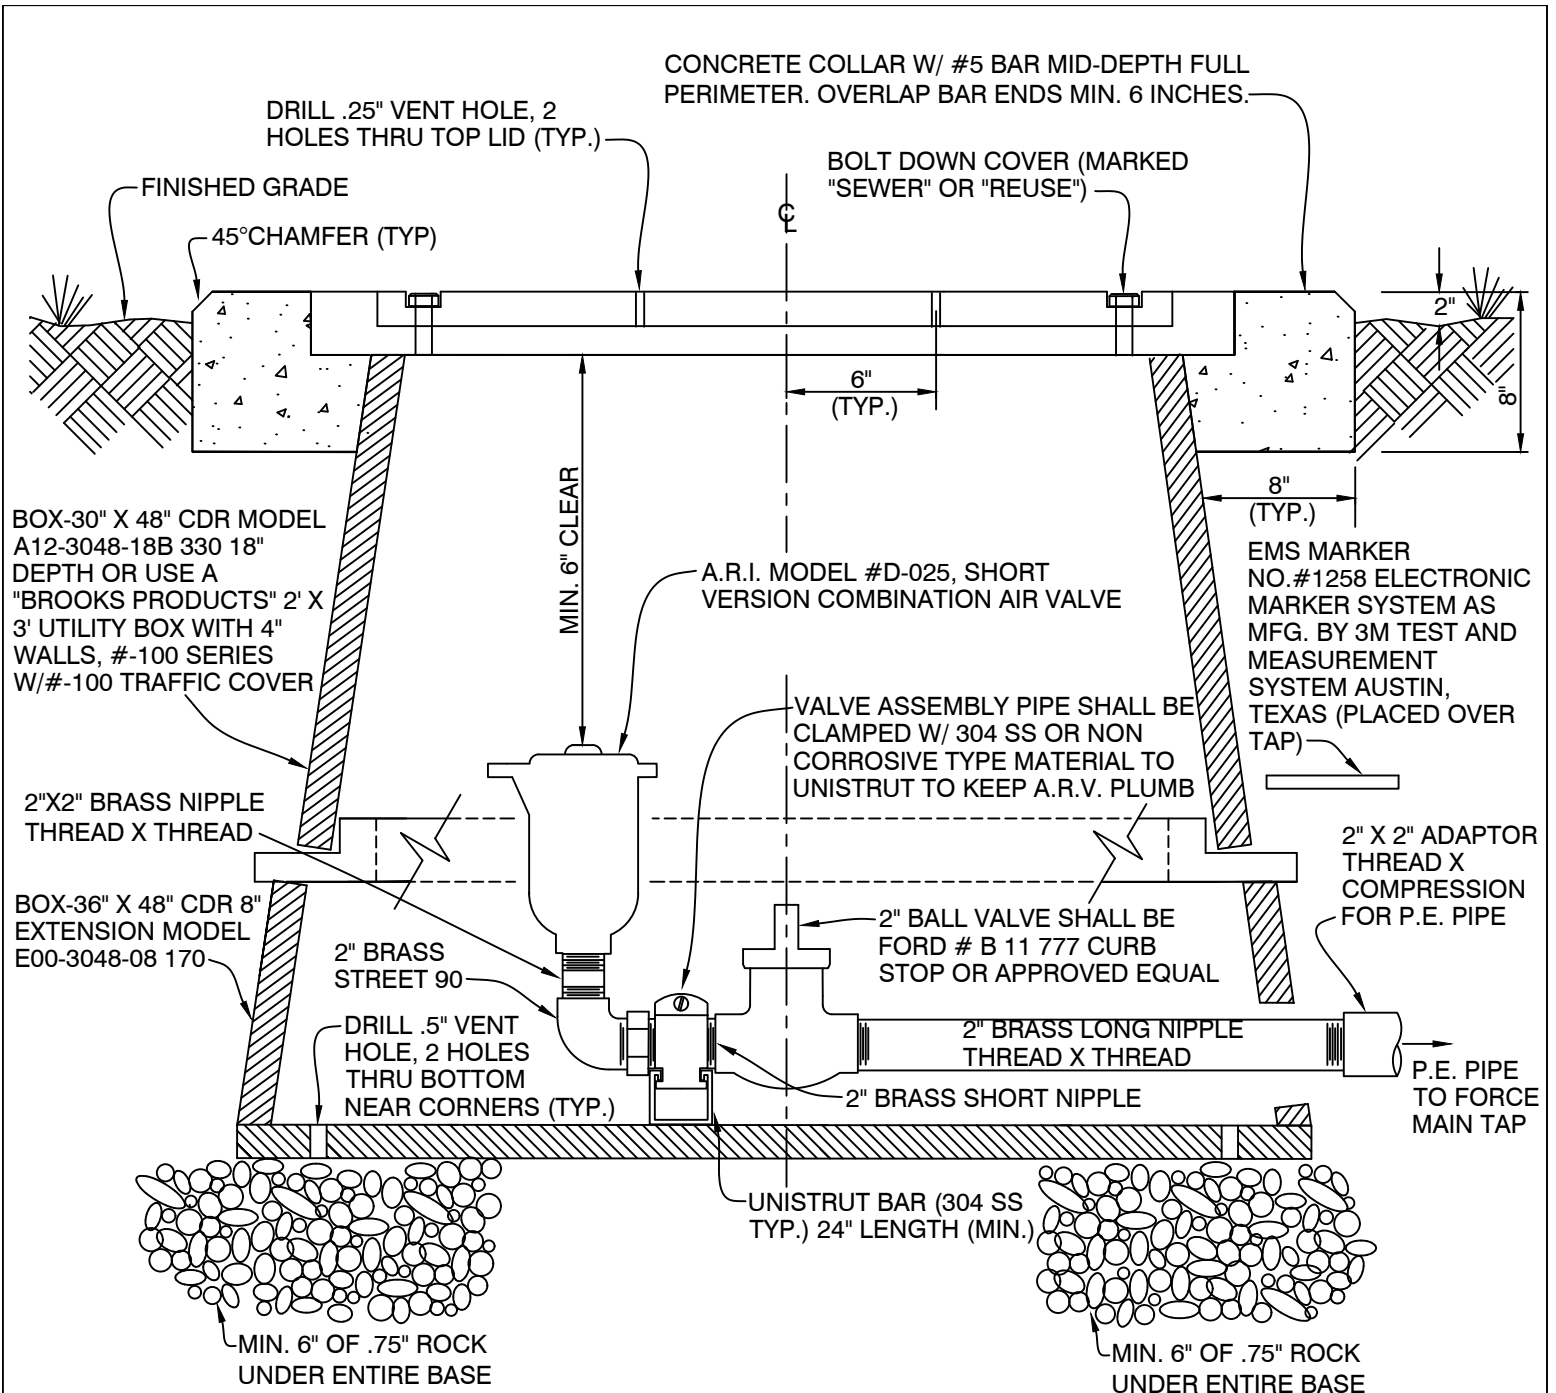 CONCRETE COLLAR W/ #5 BAR MID-DEPTH FULL
PERIMETER. OVERLAP BAR ENDS MIN. 6 INCHES.
DRILL .25" VENT HOLE, 2
HOLES THRU TOP LID (TYP.)
BOLT DOWN COVER (MARKED
"SEWER" OR "REUSE")
FINISHED GRADE
45°CHAMFER (TYP)
CL
2"
8"
6"
(TYP.)
MIN. 6" CLEAR
8"
(TYP.)
BOX-30" X 48" CDR MODEL
A12-3048-18B 330 18"
DEPTH OR USE A
"BROOKS PRODUCTS" 2' X
3' UTILITY BOX WITH 4"
WALLS, #-100 SERIES
W/#-100 TRAFFIC COVER
A.R.I. MODEL #D-025, SHORT
VERSION COMBINATION AIR VALVE
EMS MARKER
NO.#1258 ELECTRONIC
MARKER SYSTEM AS
MFG. BY 3M TEST AND
MEASUREMENT
SYSTEM AUSTIN,
TEXAS (PLACED OVER
TAP)
VALVE ASSEMBLY PIPE SHALL BE
CLAMPED W/ 304 SS OR NON
CORROSIVE TYPE MATERIAL TO
UNISTRUT TO KEEP A.R.V. PLUMB
2"X2" BRASS NIPPLE
THREAD X THREAD
2" X 2" ADAPTOR
THREAD X
COMPRESSION
FOR P.E. PIPE
BOX-36" X 48" CDR 8"
EXTENSION MODEL
E00-3048-08 170
2" BRASS
STREET 90
2" BALL VALVE SHALL BE
FORD # B 11 777 CURB
STOP OR APPROVED EQUAL
DRILL .5" VENT
HOLE, 2 HOLES
THRU BOTTOM
NEAR CORNERS (TYP.)
2" BRASS LONG NIPPLE
THREAD X THREAD
2" BRASS SHORT NIPPLE
P.E. PIPE
TO FORCE
MAIN TAP
UNISTRUT BAR (304 SS
TYP.) 24" LENGTH (MIN.)
MIN. 6" OF .75" ROCK
UNDER ENTIRE BASE
MIN. 6" OF .75" ROCK
UNDER ENTIRE BASE